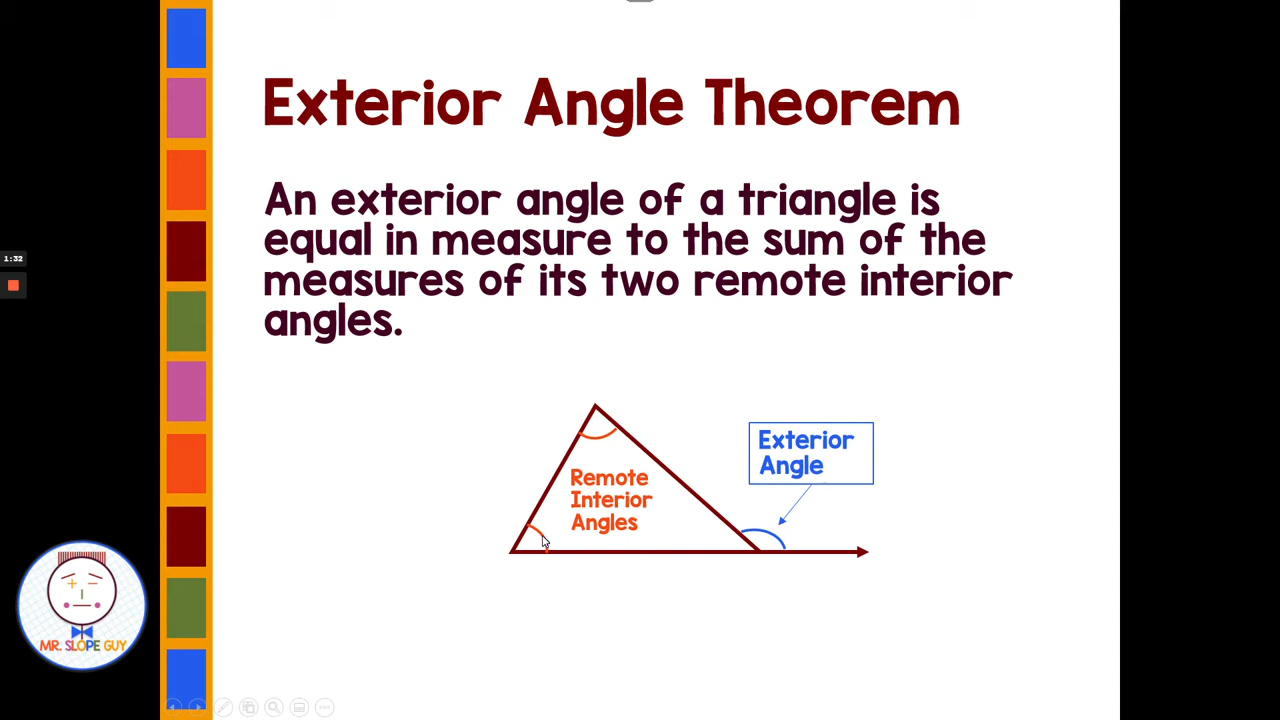 Exterior Angle Theorem
An exterior angle of a triangle is
equal in measure to the sum of the
measures of its two remote interior
angles.
1:32
Exterior
Angle
Remote
Interior
Angles
MR. SLOPE GUY